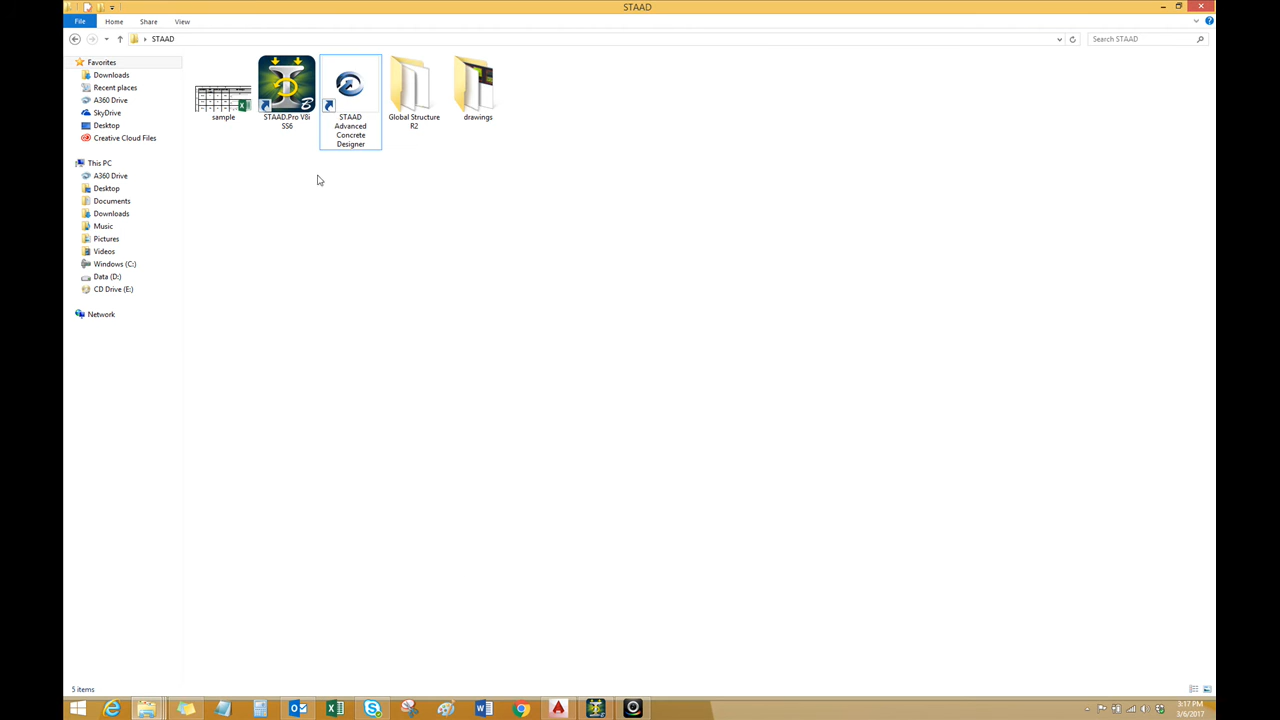 STAAD
File Home Share View
STAAD
Search STAAD
Favorites
Downloads
Recent places
A360 Drive
SkyDrive
Desktop
Creative Cloud Files
This PC
A360 Drive
Desktop
Documents
Downloads
Music
Pictures
Videos
Windows (C:)
Data (D:)
CD Drive (E:)
Network
sample
STAAD.Pro V8i
SS6
STAAD
Advanced
Concrete
Designer
Global Structure
R2
drawings
5 items
3:17 PM
3/6/2017